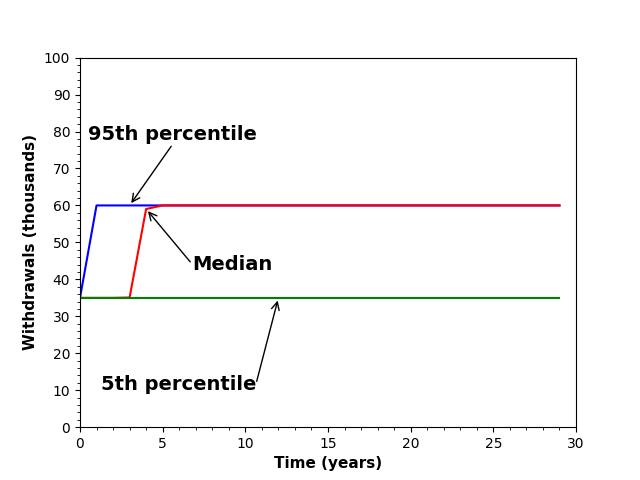 100
90
80
70
60
50
40
30
20
10
0
Withdrawals (thousands)
95th percentile
Median
5th percentile
0 5 10 15 20 25 30
Time (years)